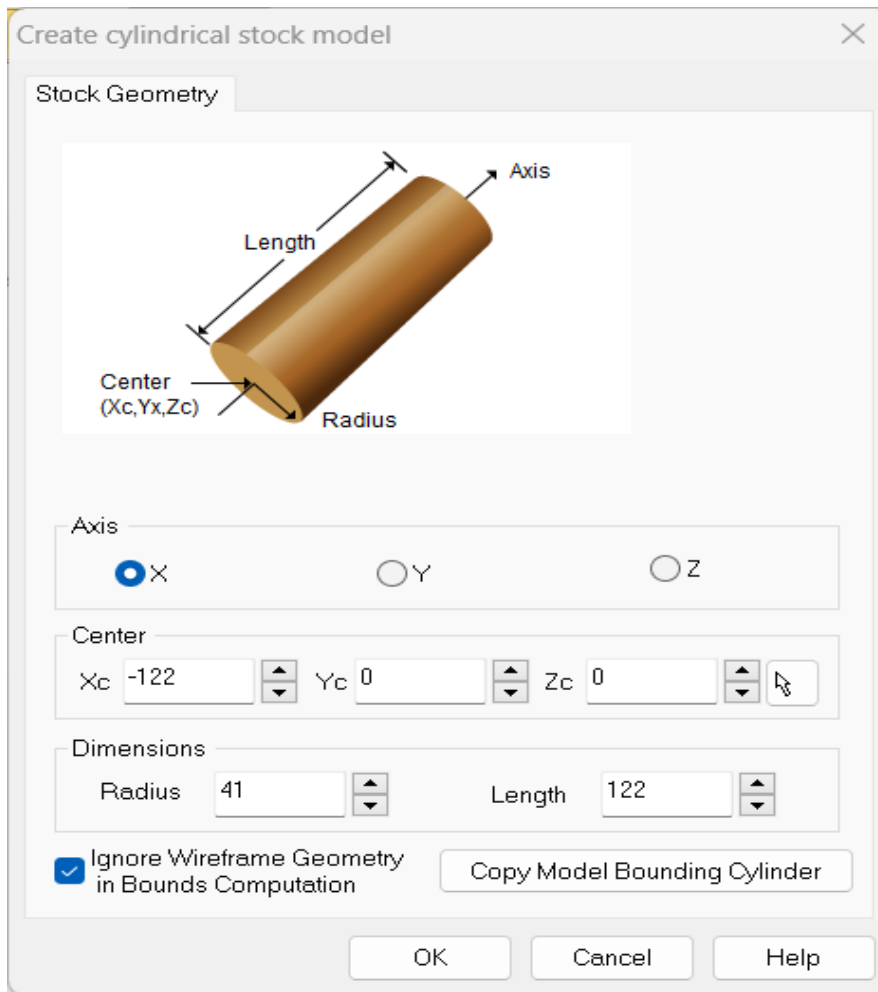 Create cylindrical stock model
Stock Geometry
Axis
Length
Center
(Xc,Yx,Zc)
Radius
Axis
X Y Z
Center
Xc -122 Yc 0 Zc 0
Dimensions
Radius 41 Length 122
Ignore Wireframe Geometry
in Bounds Computation
Copy Model Bounding Cylinder
OK Cancel Help